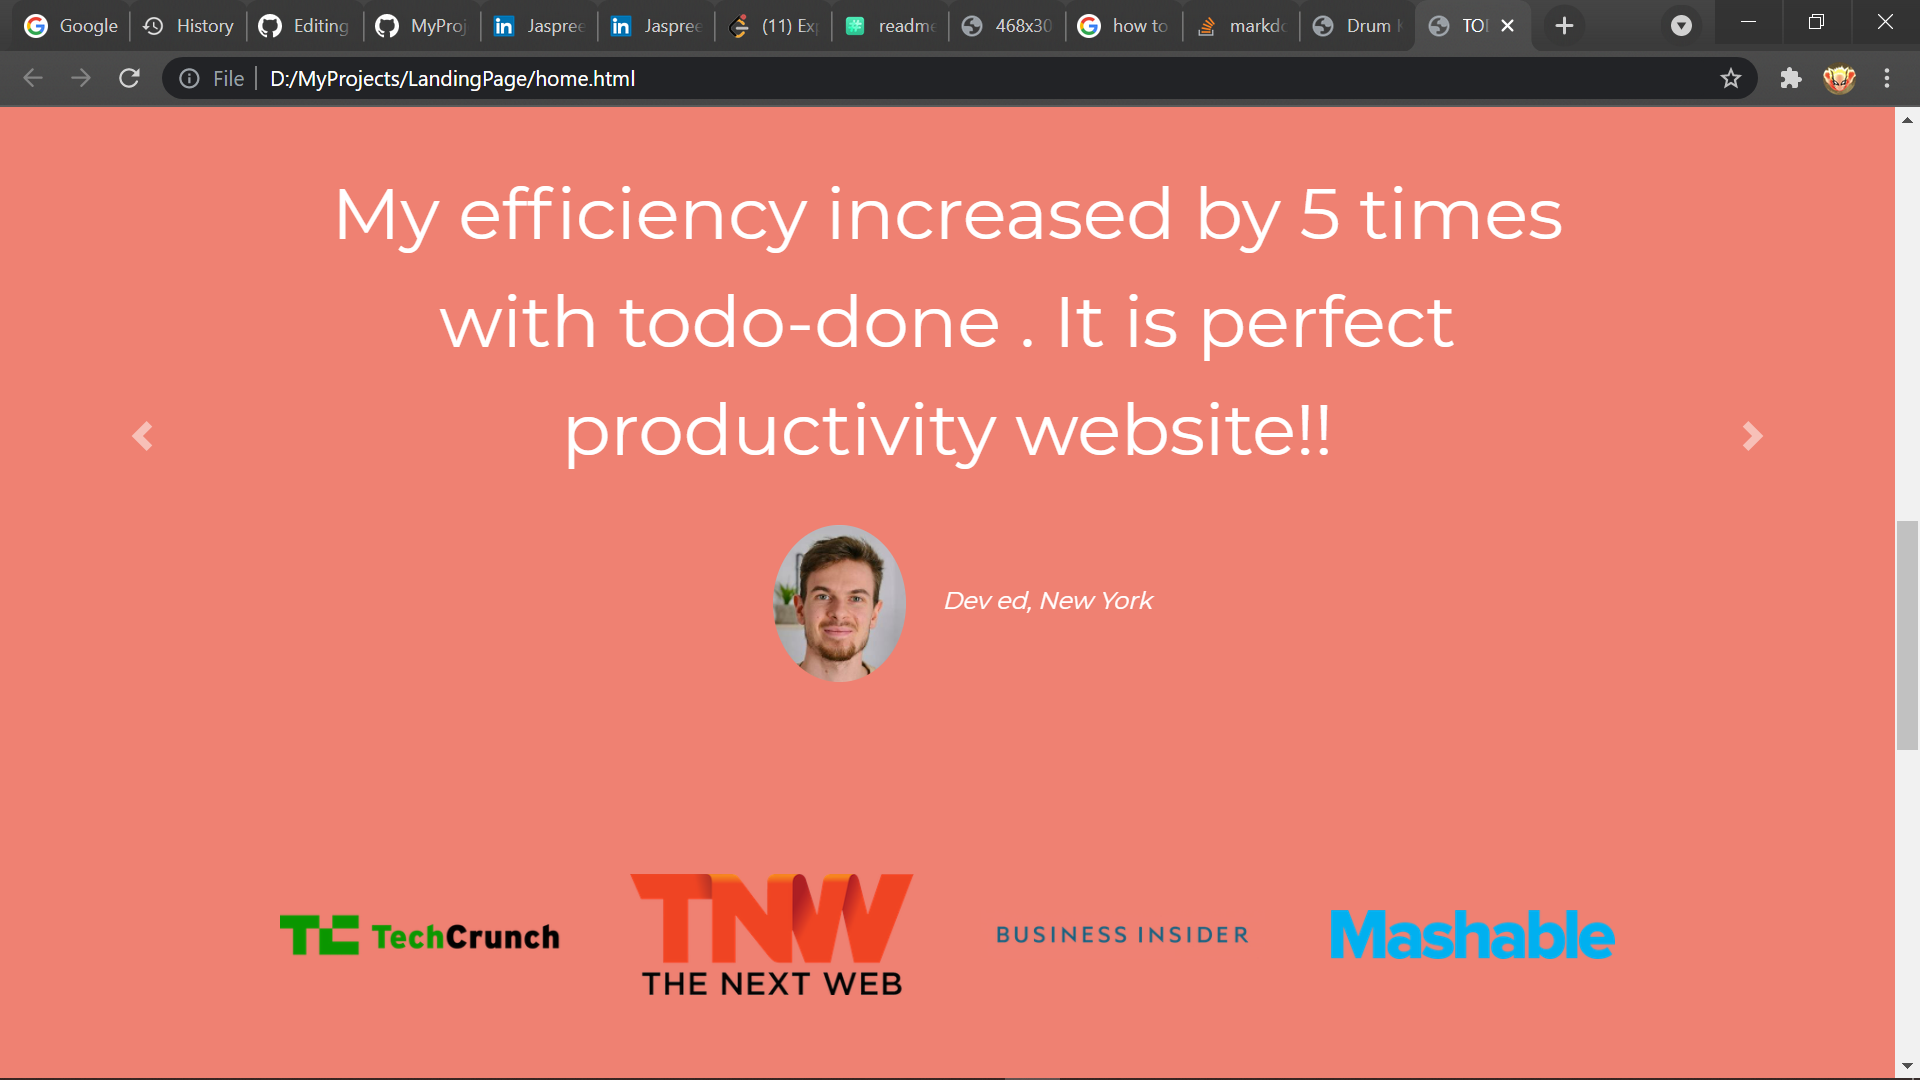 Google
History
Editing
MyProj
Jaspree
Jaspree
(11) Ex
readme
468x30
how to
markdo
Drum
TO
File
D:/MyProjects/LandingPage/home.html
My efficiency increased by 5 times
with todo-done . It is perfect
productivity website!!
Dev ed, New York
TC TechCrunch
TNW
THE NEXT WEB
BUSINESS INSIDER
Mashable